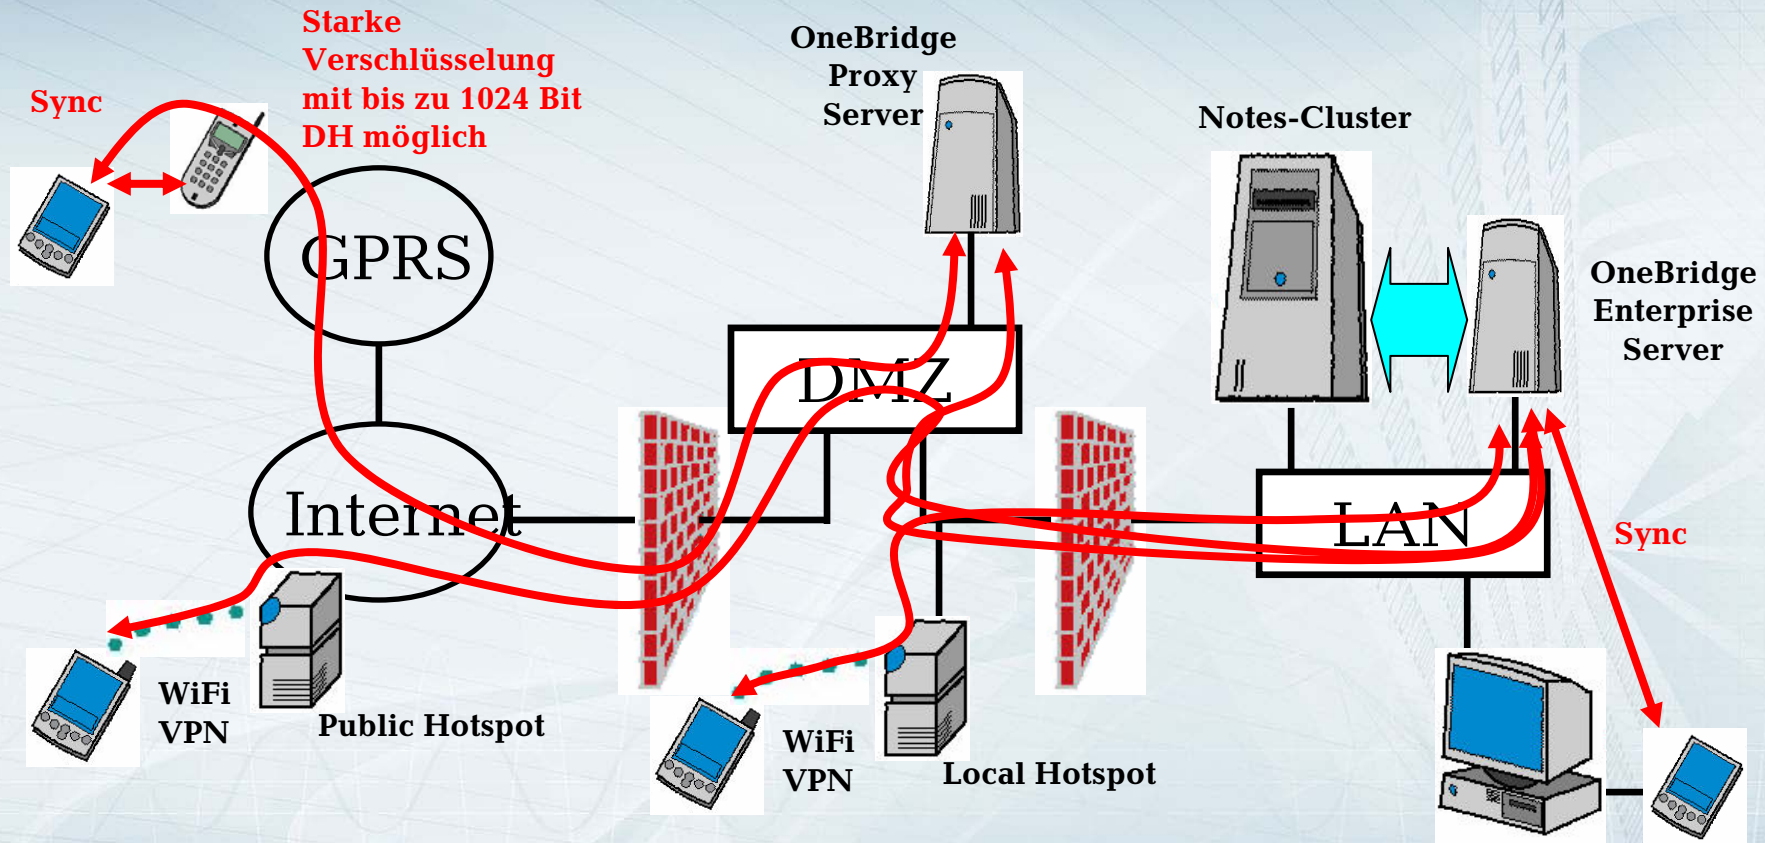 Starke
Verschlüsselung
mit bis zu 1024 Bit
DH möglich
Sync
OneBridge
Proxy
Server
Notes-Cluster
OneBridge
Enterprise
Server
GPRS
DMZ
Internet
LAN
Sync
WiFi
VPN
Public Hotspot
WiFi
VPN
Local Hotspot